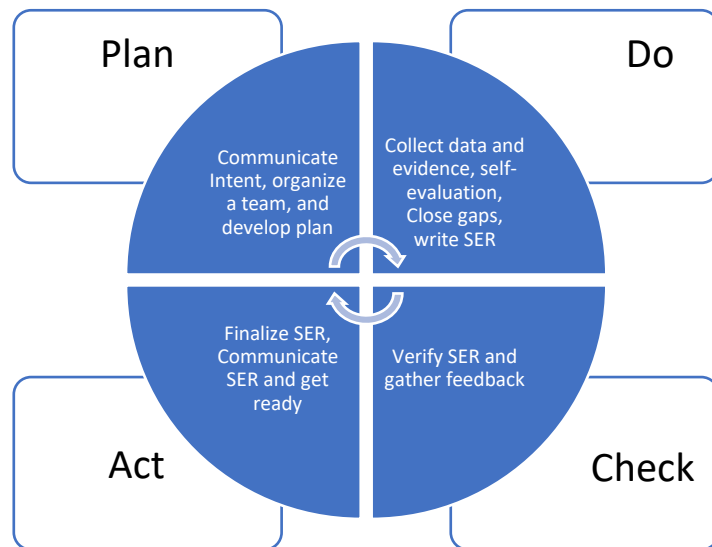 Plan
Communicate
Intent, organize
a team, and
develop plan
Do
Collect data and
evidence, self-
evaluation,
Close gaps,
write SER
Act
Finalize SER,
Communicate
SER and get
ready
Check
Verify SER and
gather feedback